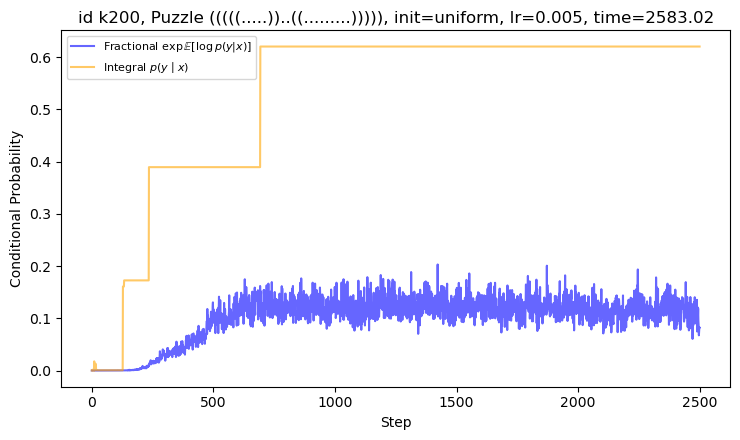 id k200, Puzzle (((((.....))..((.........))))), init=uniform, lr=0.005, time=2583.02
Fractional exp𝔼[log p(y|x)]
Integral p(y | x)
Conditional Probability
0.6
0.5
0.4
0.3
0.2
0.1
0.0
0 500 1000 1500 2000 2500
Step